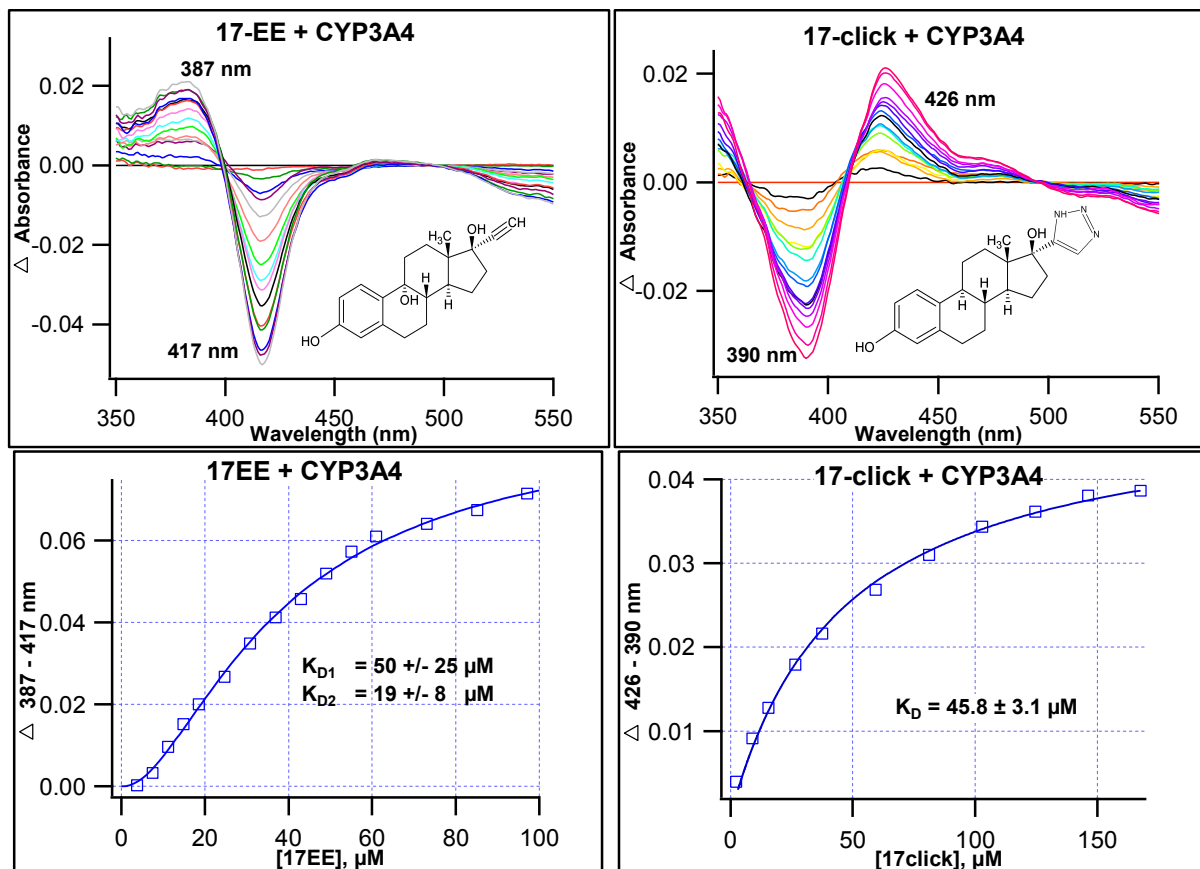 17-EE + CYP3A4
387 nm
0.02
0.00
-0.02
-0.04
△ Absorbance
417 nm
H3C
OH
CH
H
OH
H
HO
350
400
450
500
550
Wavelength (nm)
17-click + CYP3A4
426 nm
0.02
0.00
-0.02
△ Absorbance
390 nm
NH
N
N
H3C
OH
H
H
H
HO
350
400
450
500
550
Wavelength (nm)
17EE + CYP3A4
0.06
0.04
0.02
0.00
△ 387 - 417 nm
KD1 = 50 +/- 25 µM
KD2 = 19 +/- 8 µM
0
20
40
60
80
100
[17EE], µM
17-click + CYP3A4
0.04
0.03
0.02
0.01
△ 426 - 390 nm
KD = 45.8 ± 3.1 µM
0
50
100
150
[17click], µM